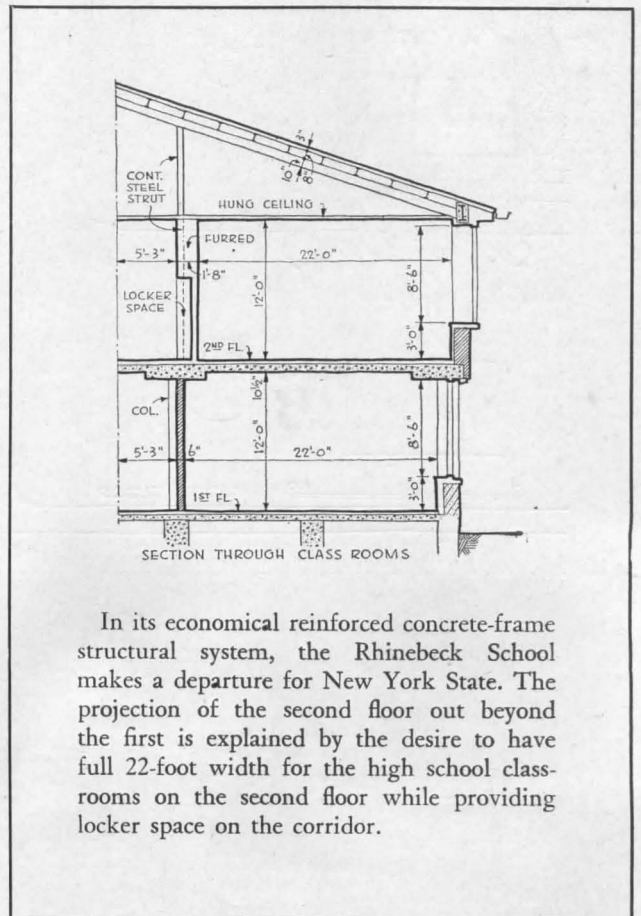 3"
10"
8"
CONT.
STEEL
STRUT
HUNG CEILING
FURRED
5'-3"
22'-0"
1'-8"
12'-0"
8'-6"
LOCKER
SPACE
2ND FL.
3'-0"
10½"
COL.
8'-6"
5'-3"
6"
12'-0"
22'-0"
3'-0"
1ST FL.
SECTION THROUGH CLASS ROOMS
In its economical reinforced concrete-frame
structural system, the Rhinebeck School
makes a departure for New York State. The
projection of the second floor out beyond
the first is explained by the desire to have
full 22-foot width for the high school class-
rooms on the second floor while providing
locker space on the corridor.